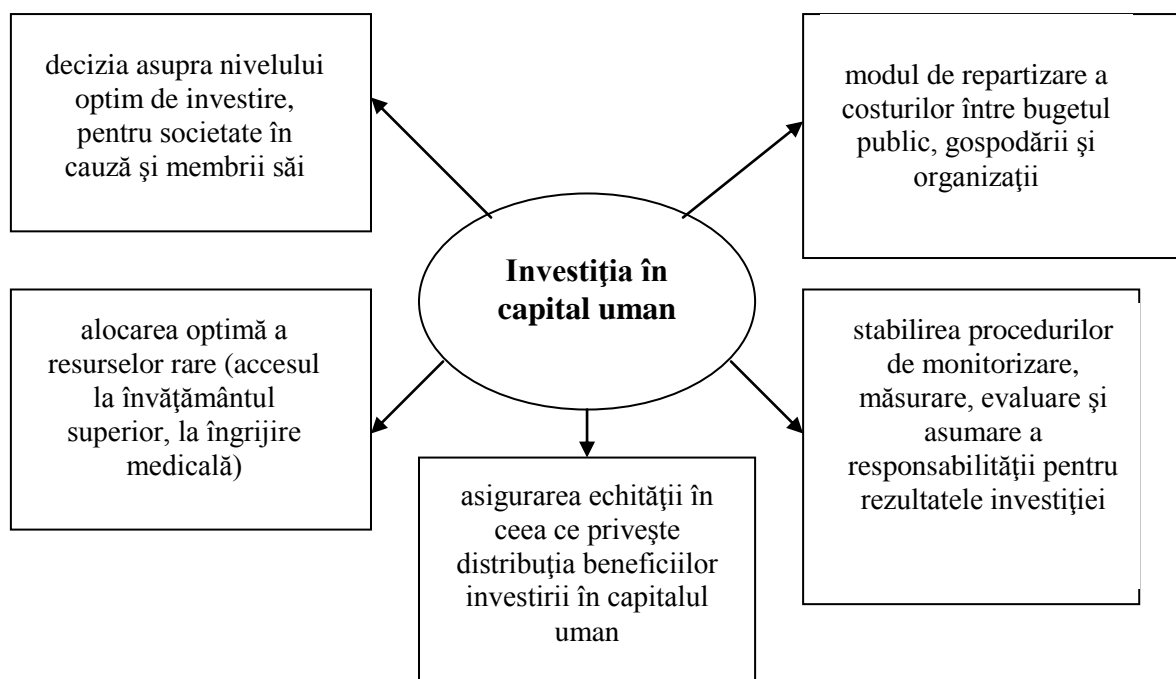 decizia asupra nivelului
optim de investire,
pentru societate în
cauză şi membrii săi
modul de repartizare a
costurilor între bugetul
public, gospodării şi
organizaţii
Investiţia în
capital uman
alocarea optimă a
resurselor rare (accesul
la învăţământul
superior, la îngrijire
medicală)
stabilirea procedurilor
de monitorizare,
măsurare, evaluare şi
asumare a
responsabilităţii pentru
rezultatele investiţiei
asigurarea echităţii în
ceea ce priveşte
distribuţia beneficiilor
investirii în capitalul
uman